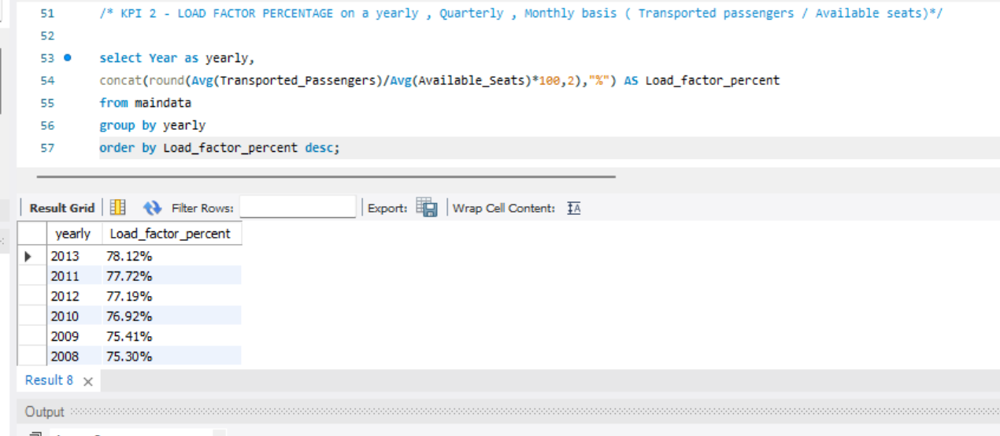 51 /* KPI 2 - LOAD FACTOR PERCENTAGE on a yearly , Quarterly , Monthly basis ( Transported passengers / Available seats)*/
52
53 select Year as yearly,
54 concat(round(Avg(Transported_Passengers)/Avg(Available_Seats)*100,2),"%") AS Load_factor_percent
55 from maindata
56 group by yearly
57 order by Load_factor_percent desc;
Result Grid Filter Rows: Export: Wrap Cell Content: IA
yearly Load_factor_percent
2013 78.12%
2011 77.72%
2012 77.19%
2010 76.92%
2009 75.41%
2008 75.30%
Result 8 ×
Output